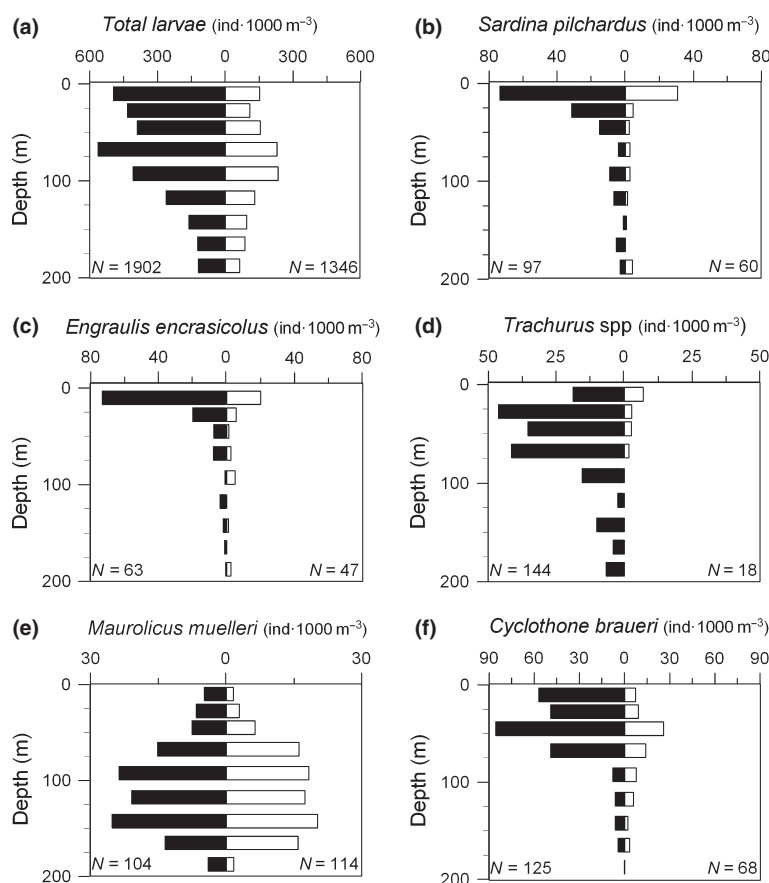 (a) Total larvae (ind·1000 m⁻³)
600 300 0 300 600
0
100
200
Depth (m)
N = 1902 N = 1346
(b) Sardina pilchardus (ind·1000 m⁻³)
80 40 0 40 80
0
100
200
Depth (m)
N = 97 N = 60
(c) Engraulis encrasicolus (ind·1000 m⁻³)
80 40 0 40 80
0
100
200
Depth (m)
N = 63 N = 47
(d) Trachurus spp (ind·1000 m⁻³)
50 25 0 25 50
0
100
200
Depth (m)
N = 144 N = 18
(e) Maurolicus muelleri (ind·1000 m⁻³)
30 0 30
0
100
200
Depth (m)
N = 104 N = 114
(f) Cyclothone braueri (ind·1000 m⁻³)
90 60 30 0 30 60 90
0
100
200
Depth (m)
N = 125 N = 68